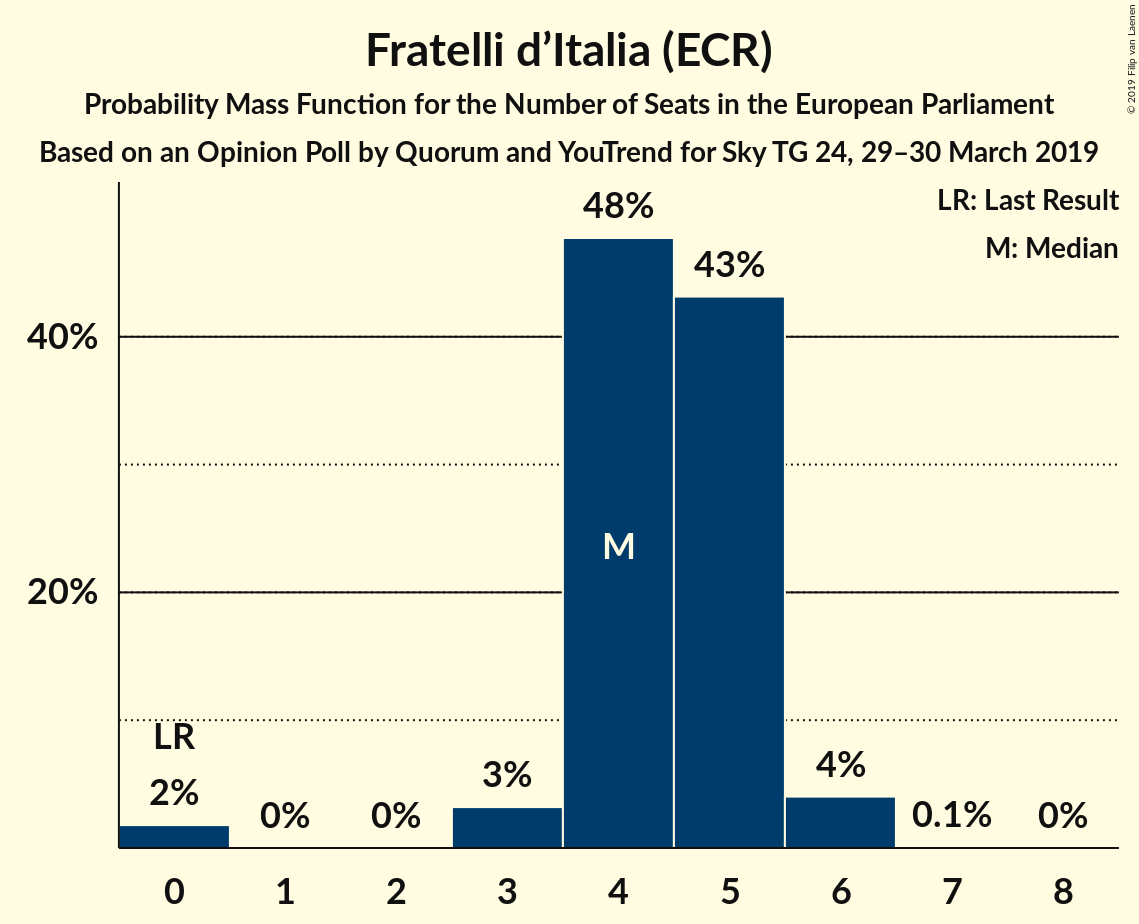 Fratelli d’Italia (ECR)
Probability Mass Function for the Number of Seats in the European Parliament
Based on an Opinion Poll by Quorum and YouTrend for Sky TG 24, 29–30 March 2019
© 2019 Filip van Laenen
LR: Last Result
M: Median
48%
43%
40%
M
20%
LR
2%
0%
0%
3%
4%
0.1%
0%
0 1 2 3 4 5 6 7 8